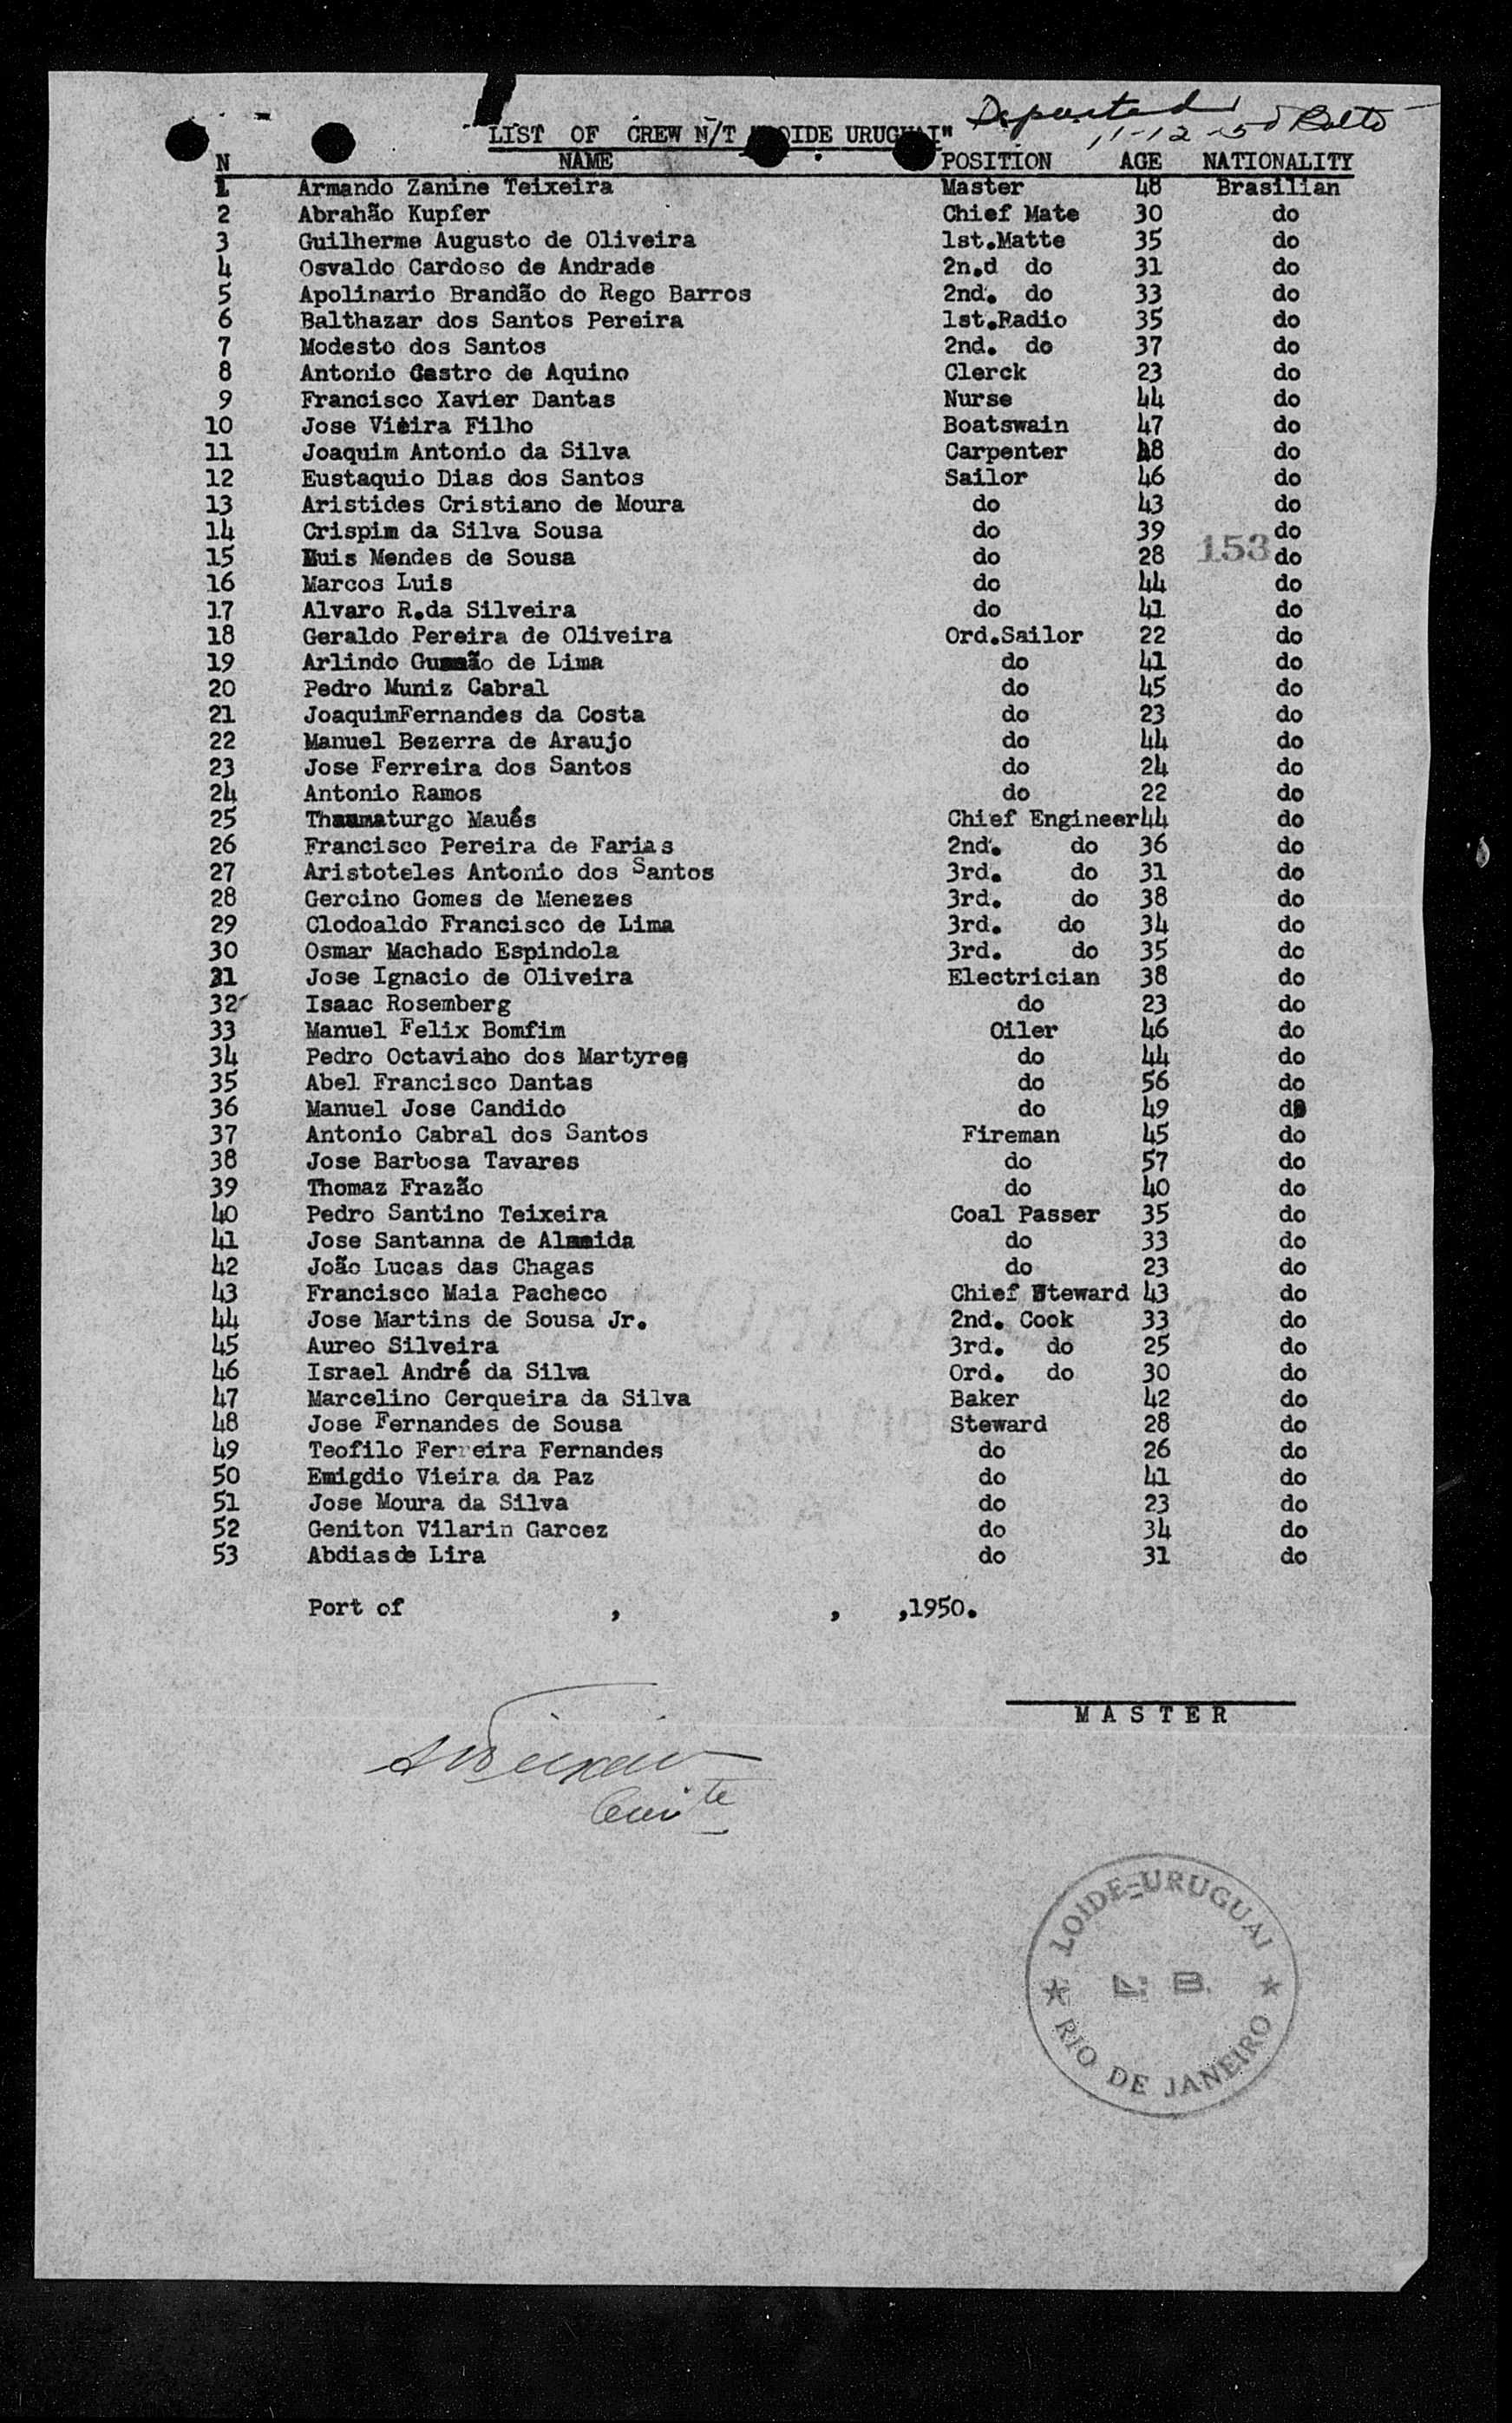 Departed
1-12-50 Balto
LIST OF CREW N/T "LOIDE URUGUAI"
N NAME POSITION AGE NATIONALITY
1 Armando Zanine Teixeira Master 48 Brasilian
2 Abrahão Kupfer Chief Mate 30 do
3 Guilherme Augusto de Oliveira 1st.Matte 35 do
4 Osvaldo Cardoso de Andrade 2n.d do 31 do
5 Apolinario Brandão do Rego Barros 2nd. do 33 do
6 Balthazar dos Santos Pereira 1st.Radio 35 do
7 Modesto dos Santos 2nd. do 37 do
8 Antonio Castro de Aquino Clerck 23 do
9 Francisco Xavier Dantas Nurse 44 do
10 Jose Vieira Filho Boatswain 47 do
11 Joaquim Antonio da Silva Carpenter 48 do
12 Eustaquio Dias dos Santos Sailor 46 do
13 Aristides Cristiano de Moura do 43 do
14 Crispim da Silva Sousa do 39 do
15 Luis Mendes de Sousa do 28 153 do
16 Marcos Luis do 44 do
17 Alvaro R.da Silveira do 41 do
18 Geraldo Pereira de Oliveira Ord.Sailor 22 do
19 Arlindo Gusmão de Lima do 41 do
20 Pedro Muniz Cabral do 45 do
21 JoaquimFernandes da Costa do 23 do
22 Manuel Bezerra de Araujo do 44 do
23 Jose Ferreira dos Santos do 24 do
24 Antonio Ramos do 22 do
25 Thaumaturgo Maués Chief Engineer44 do
26 Francisco Pereira de Farias 2nd. do 36 do
27 Aristoteles Antonio dos Santos 3rd. do 31 do
28 Gercino Gomes de Menezes 3rd. do 38 do
29 Clodoaldo Francisco de Lima 3rd. do 34 do
30 Osmar Machado Espindola 3rd. do 35 do
31 Jose Ignacio de Oliveira Electrician 38 do
32 Isaac Rosemberg do 23 do
33 Manuel Felix Bomfim Oiler 46 do
34 Pedro Octaviano dos Martyres do 44 do
35 Abel Francisco Dantas do 56 do
36 Manuel Jose Candido do 49 do
37 Antonio Cabral dos Santos Fireman 45 do
38 Jose Barbosa Tavares do 57 do
39 Thomaz Frazão do 40 do
40 Pedro Santino Teixeira Coal Passer 35 do
41 Jose Santanna de Almeida do 33 do
42 João Lucas das Chagas do 23 do
43 Francisco Maia Pacheco Chief Steward 43 do
44 Jose Martins de Sousa Jr. 2nd. Cook 33 do
45 Aureo Silveira 3rd. do 25 do
46 Israel André da Silva Ord. do 30 do
47 Marcelino Cerqueira da Silva Baker 42 do
48 Jose Fernandes de Sousa Steward 28 do
49 Teofilo Ferreira Fernandes do 26 do
50 Emigdio Vieira da Paz do 41 do
51 Jose Moura da Silva do 23 do
52 Geniton Vilarin Garcez do 34 do
53 Abdias de Lira do 31 do
Port of , , ,1950.
MASTER
LOIDE-URUGUAI
RIO DE JANEIRO